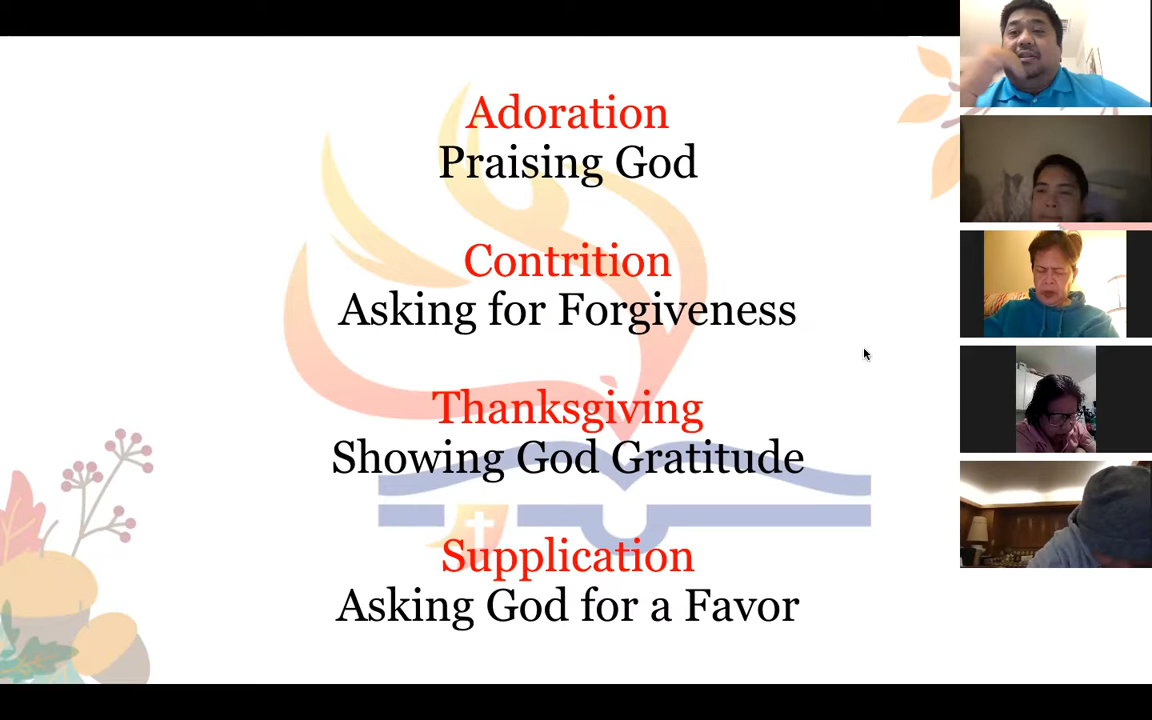 Adoration
Praising God
Contrition
Asking for Forgiveness
Thanksgiving
Showing God Gratitude
Supplication
Asking God for a Favor